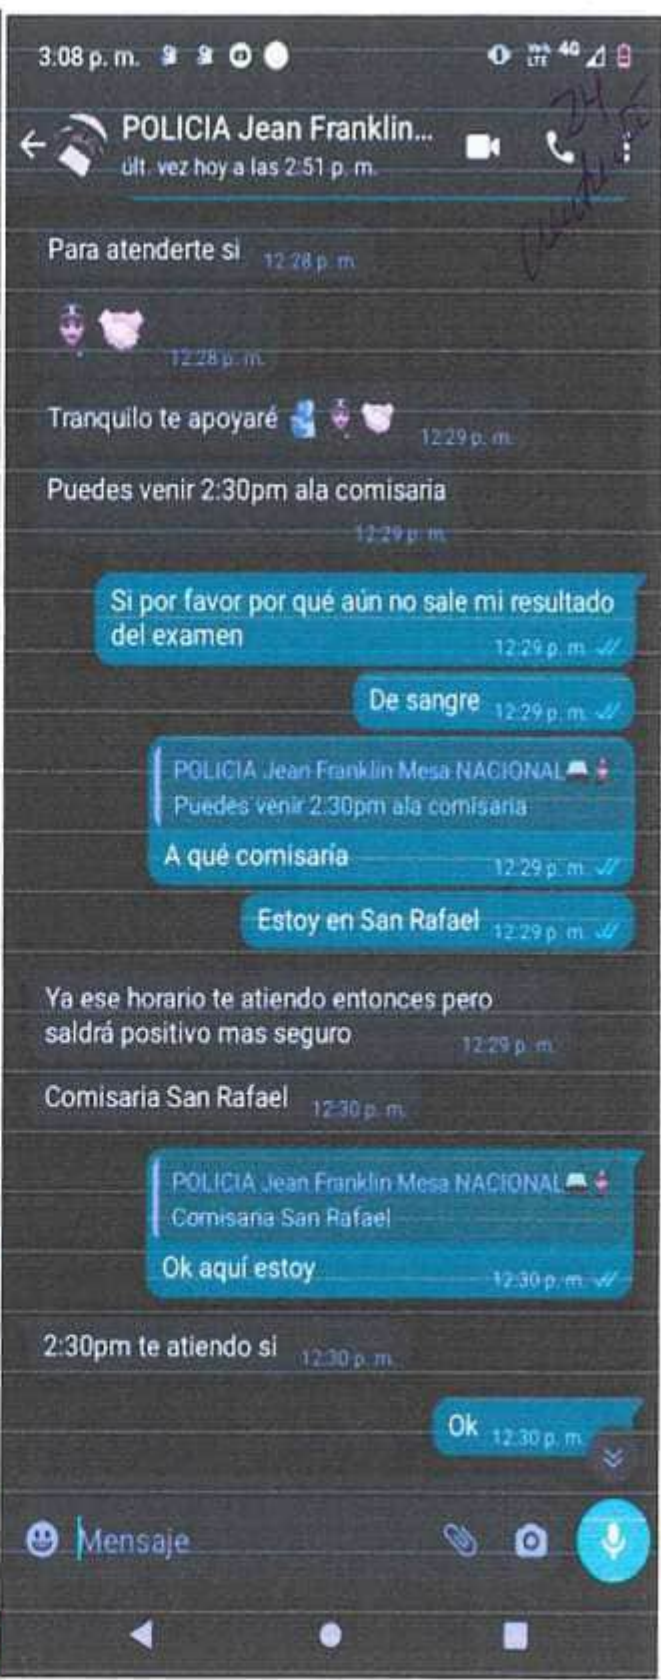 3:08 p. m.
VoLTE 4G
POLICIA Jean Franklin...
últ. vez hoy a las 2:51 p. m.
24
Para atenderte si 12:28 p. m.
12:28 p. m.
Tranquilo te apoyaré 12:29 p. m.
Puedes venir 2:30pm ala comisaria
12:29 p. m.
Si por favor por qué aún no sale mi resultado
del examen 12:29 p. m.
De sangre 12:29 p. m.
POLICIA Jean Franklin Mesa NACIONAL
Puedes venir 2:30pm ala comisaria
A qué comisaría 12:29 p. m.
Estoy en San Rafael 12:29 p. m.
Ya ese horario te atiendo entonces pero
saldrá positivo mas seguro 12:29 p. m.
Comisaria San Rafael 12:30 p. m.
POLICIA Jean Franklin Mesa NACIONAL
Comisaria San Rafael
Ok aquí estoy 12:30 p. m.
2:30pm te atiendo si 12:30 p. m.
Ok 12:30 p. m.
Mensaje